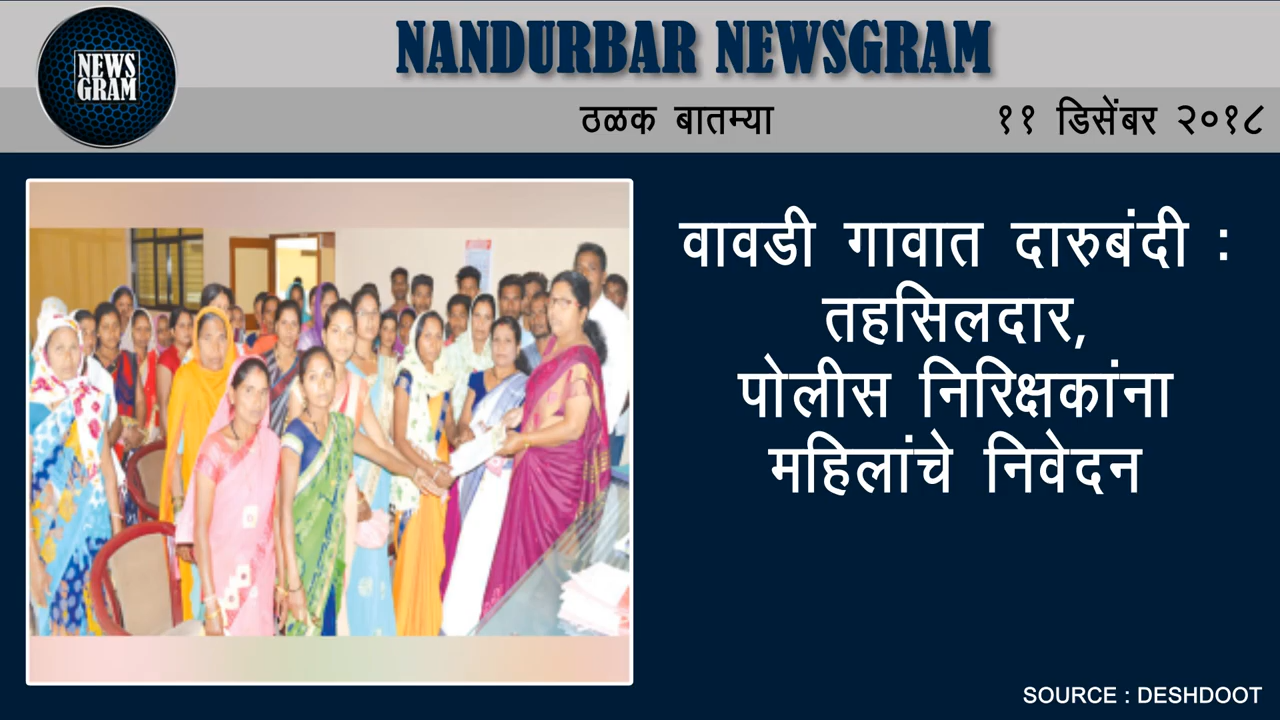 NEWS
GRAM
NANDURBAR NEWSGRAM
ठळक बातम्या
११ डिसेंबर २०१८
वावडी गावात दारुबंदी :
तहसिलदार,
पोलीस निरिक्षकांना
महिलांचे निवेदन
SOURCE : DESHDOOT